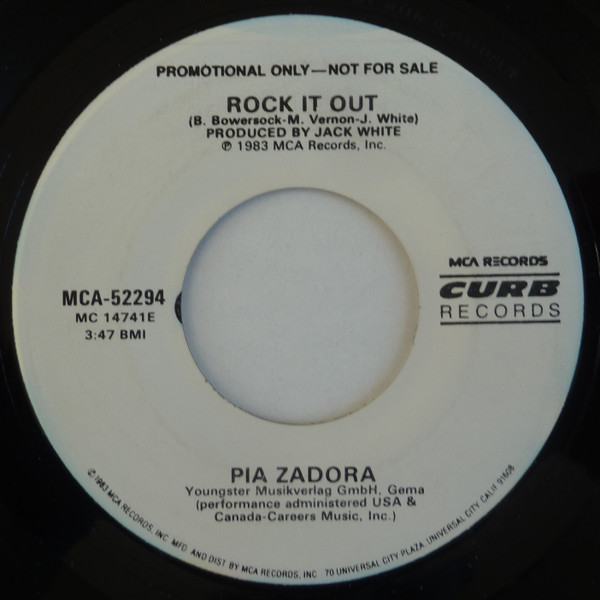 PROMOTIONAL ONLY—NOT FOR SALE
ROCK IT OUT
(B. Bowersock-M. Vernon-J. White)
PRODUCED BY JACK WHITE
℗ 1983 MCA Records, Inc.
MCA RECORDS
CURB
RECORDS
MCA-52294
MC 14741E
3:47 BMI
PIA ZADORA
Youngster Musikverlag GmbH, Gema
(performance administered USA &
Canada-Careers Music, Inc.)
©1983 MCA RECORDS, INC. MFD. AND DIST BY MCA RECORDS, INC 70 UNIVERSAL CITY PLAZA, UNIVERSAL CITY, CALIF 91608